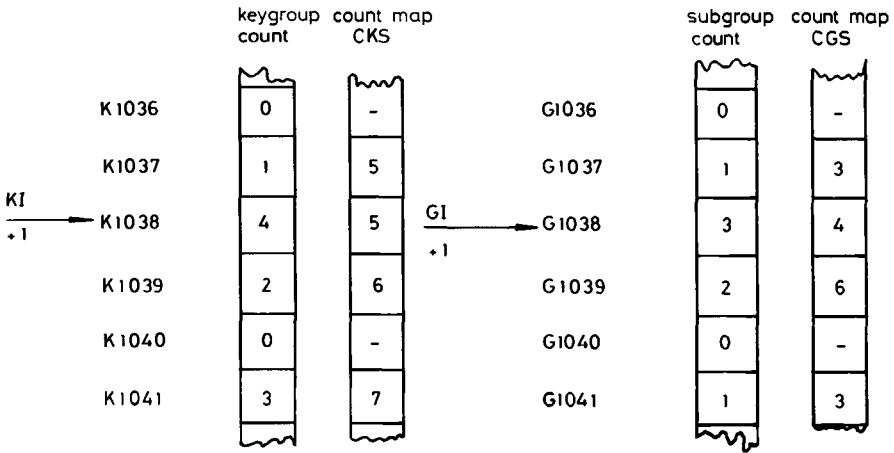 keygroup count map subgroup count map
count CKS count CGS
K1036 0 - G1036 0 -
K1037 1 5 G1037 1 3
KI
+1
K1038 4 5
GI
+1
G1038 3 4
K1039 2 6 G1039 2 6
K1040 0 - G1040 0 -
K1041 3 7 G1041 1 3